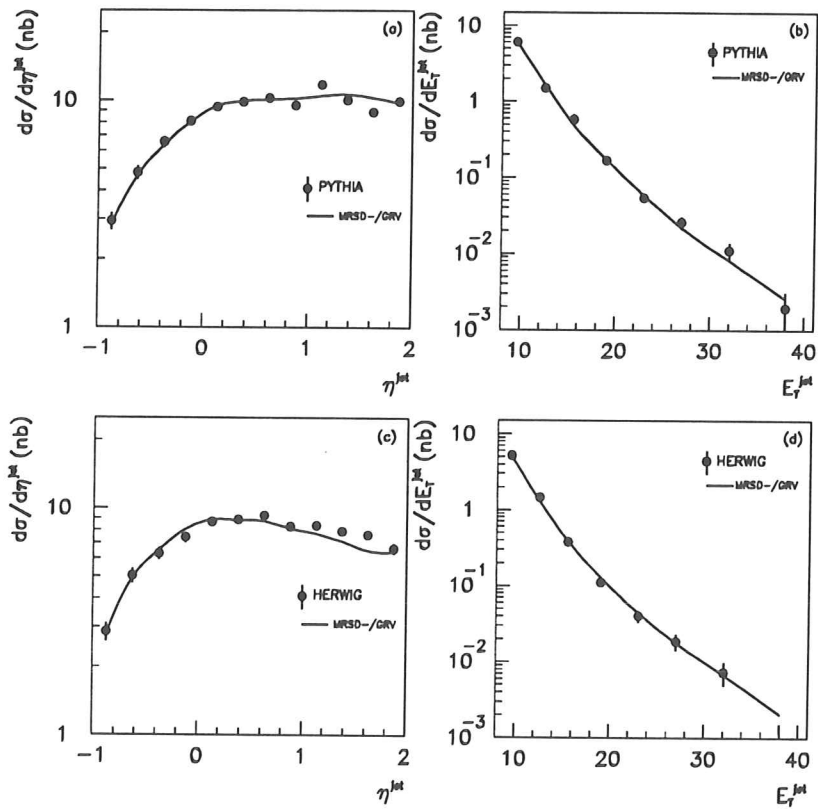 dσ/dη^jet (nb)
(a)
10
1
PYTHIA
MRSD-/GRV
-1 0 1 2
η^jet
dσ/dE_T^jet (nb)
(b)
10
1
10^-1
10^-2
10^-3
PYTHIA
MRSD-/GRV
10 20 30 40
E_T^jet
dσ/dη^jet (nb)
(c)
10
1
HERWIG
MRSD-/GRV
-1 0 1 2
η^jet
dσ/dE_T^jet (nb)
(d)
10
1
10^-1
10^-2
10^-3
HERWIG
MRSD-/GRV
10 20 30 40
E_T^jet